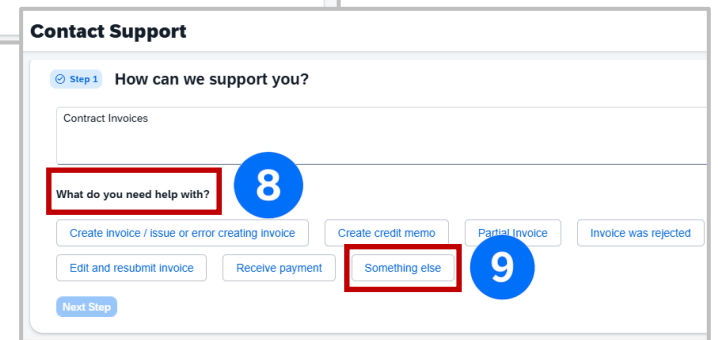 Contact Support
Step 1 How can we support you?
Contract Invoices
What do you need help with?
8
Create invoice / issue or error creating invoice Create credit memo Partial Invoice Invoice was rejected
Edit and resubmit invoice Receive payment Something else 9
Next Step